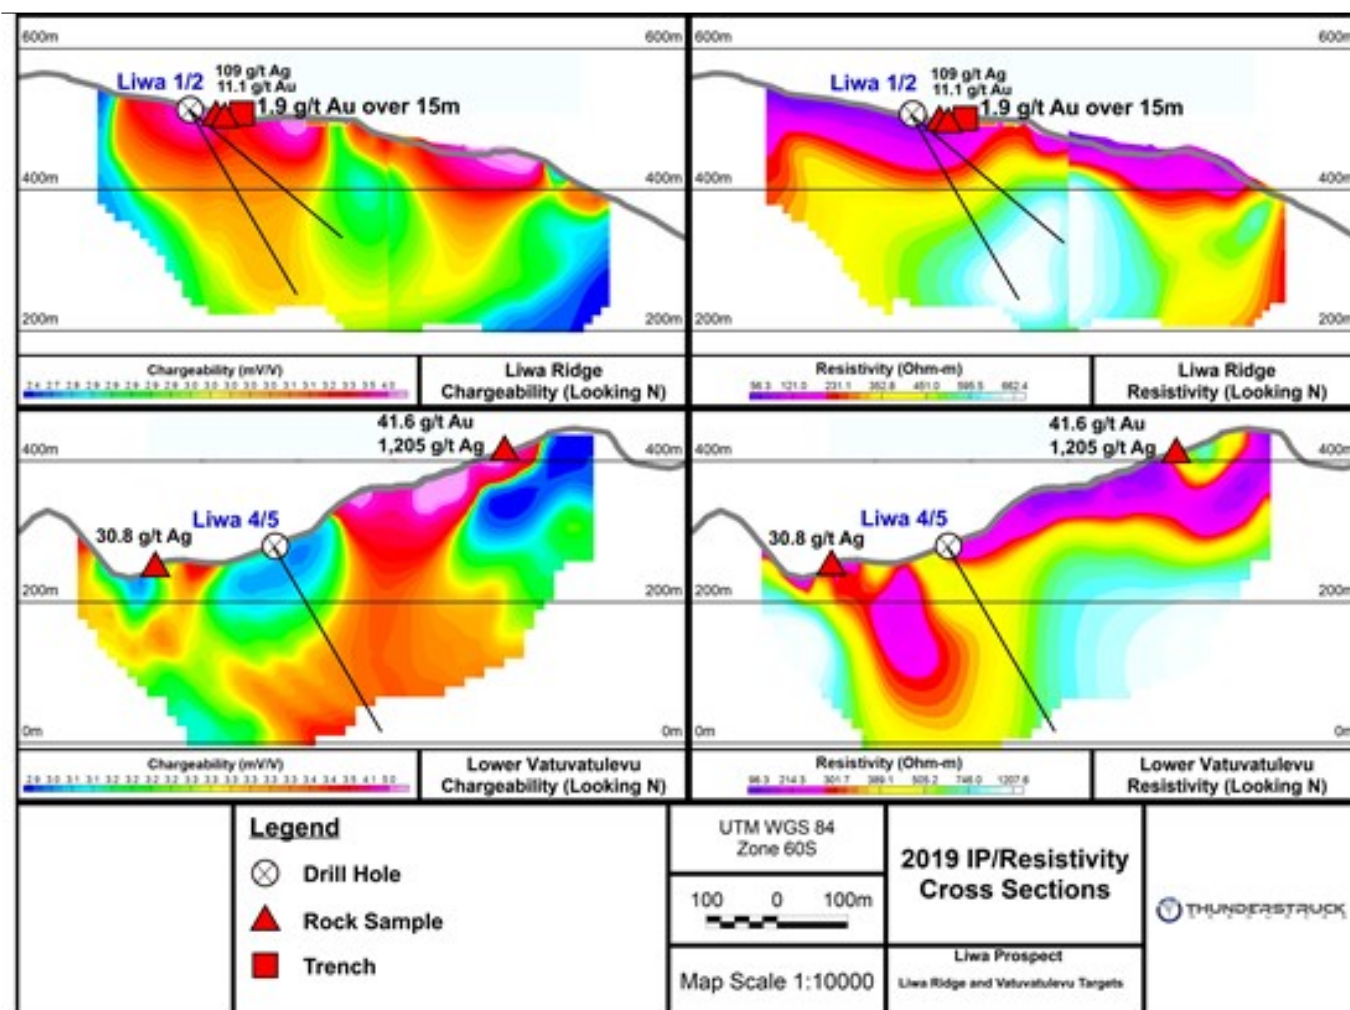 600m
600m
Liwa 1/2
109 g/t Ag
11.1 g/t Au
1.9 g/t Au over 15m
400m
400m
200m
200m
Chargeability (mV/V)
Liwa Ridge
Chargeability (Looking N)
600m
600m
Liwa 1/2
109 g/t Ag
11.1 g/t Au
1.9 g/t Au over 15m
400m
400m
200m
200m
Resistivity (Ohm-m)
Liwa Ridge
Resistivity (Looking N)
41.6 g/t Au
1,205 g/t Ag
400m
400m
Liwa 4/5
30.8 g/t Ag
200m
200m
0m
0m
Chargeability (mV/V)
Lower Vatuvatulevu
Chargeability (Looking N)
41.6 g/t Au
1,205 g/t Ag
400m
400m
Liwa 4/5
30.8 g/t Ag
200m
200m
0m
0m
Resistivity (Ohm-m)
Lower Vatuvatulevu
Resistivity (Looking N)
Legend
Drill Hole
Rock Sample
Trench
UTM WGS 84
Zone 60S
100 0 100m
Map Scale 1:10000
2019 IP/Resistivity
Cross Sections
Liwa Prospect
Liwa Ridge and Vatuvatulevu Targets
THUNDERSTRUCK